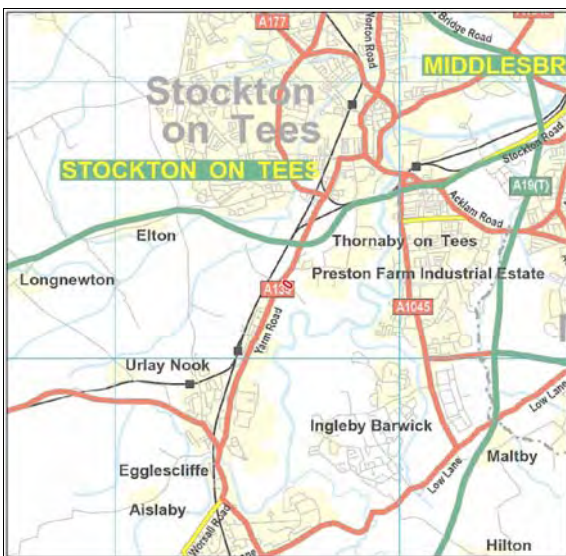 A177
Norton Road
Bridge Road
MIDDLESBR
Stockton
on Tees
STOCKTON ON TEES
Stockton Road
A19(T)
Acklam Road
Elton
Thornaby on Tees
Longnewton
Preston Farm Industrial Estate
A1045
Yarm Road
Urlay Nook
Low Lane
Ingleby Barwick
Egglescliffe
Low Lane
Maltby
Aislaby
Worsall Road
Hilton